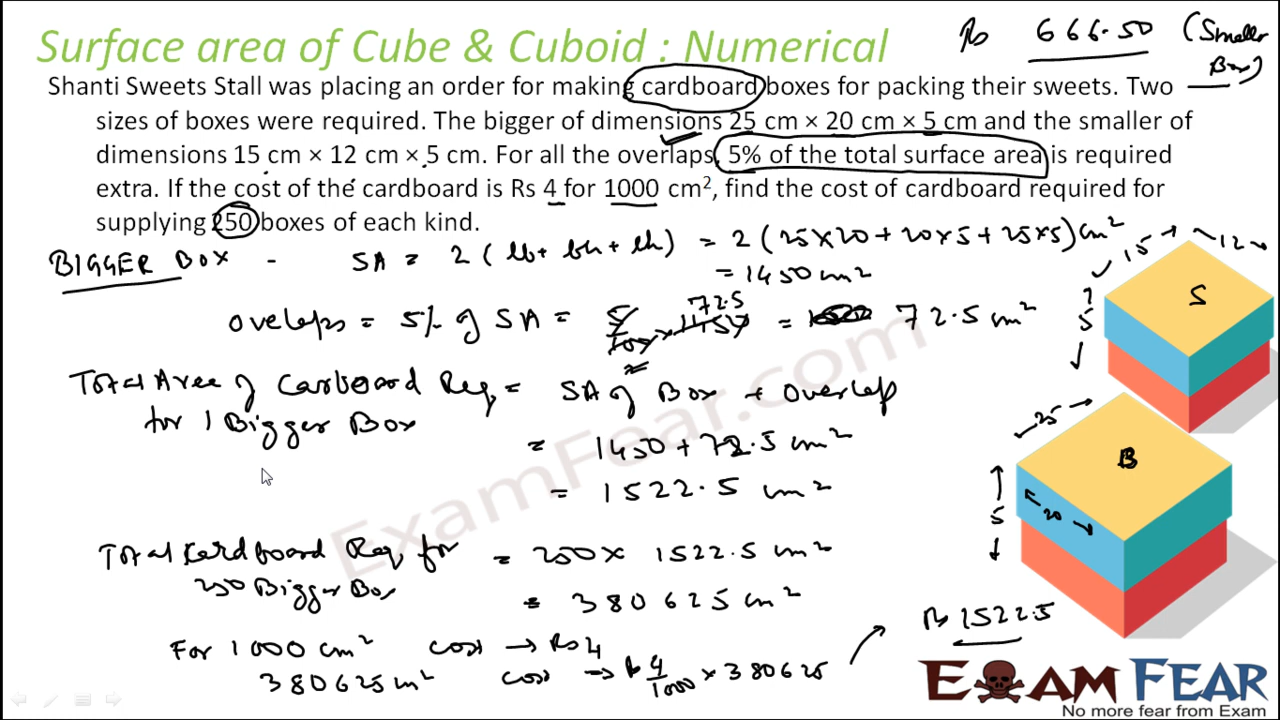 Surface area of Cube & Cuboid : Numerical
Rs 666.50 (Smaller Box)
Shanti Sweets Stall was placing an order for making cardboard boxes for packing their sweets. Two
sizes of boxes were required. The bigger of dimensions 25 cm × 20 cm × 5 cm and the smaller of
dimensions 15 cm × 12 cm × 5 cm. For all the overlaps, 5% of the total surface area is required
extra. If the cost of the cardboard is Rs 4 for 1000 cm², find the cost of cardboard required for
supplying 250 boxes of each kind.
BIGGER BOX - SA = 2 (lb + bh + lh) = 2 (25×20 + 20×5 + 25×5) cm²
= 1450 cm²
Ovelaps = 5% of SA = 5/100 × 1450 = 72.5 cm²
72.5
Total Area of Carboard Req = SA of Box + Overlap
for 1 Bigger Box
= 1450 + 72.5 cm²
= 1522.5 cm²
Total Cardboard Req for = 250 × 1522.5 cm²
250 Bigger Box
= 380625 cm²
For 1000 cm² cost → Rs 4
380625 cm² cost → Rs 4/1000 × 380625
Rs 1522.5
15
12
5
S
25
B
20
5
ExamFear.com
EXAM FEAR
No more fear from Exam